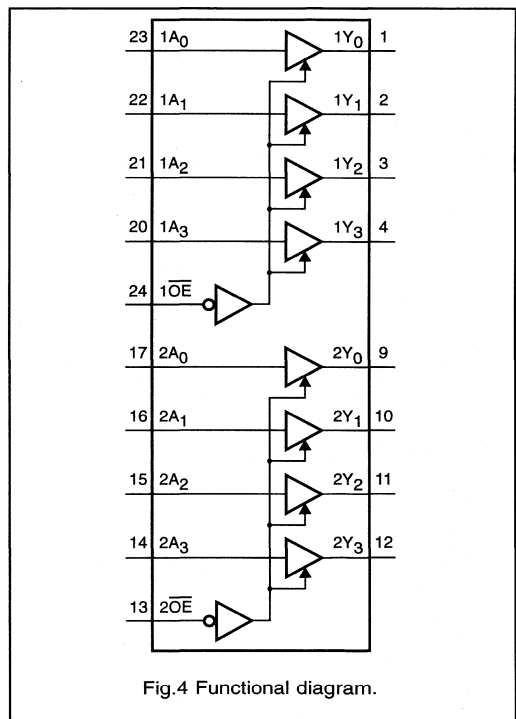 23 1A₀ 1Y₀ 1
22 1A₁ 1Y₁ 2
21 1A₂ 1Y₂ 3
20 1A₃ 1Y₃ 4
24 1O̅E̅
17 2A₀ 2Y₀ 9
16 2A₁ 2Y₁ 10
15 2A₂ 2Y₂ 11
14 2A₃ 2Y₃ 12
13 2O̅E̅
Fig.4 Functional diagram.